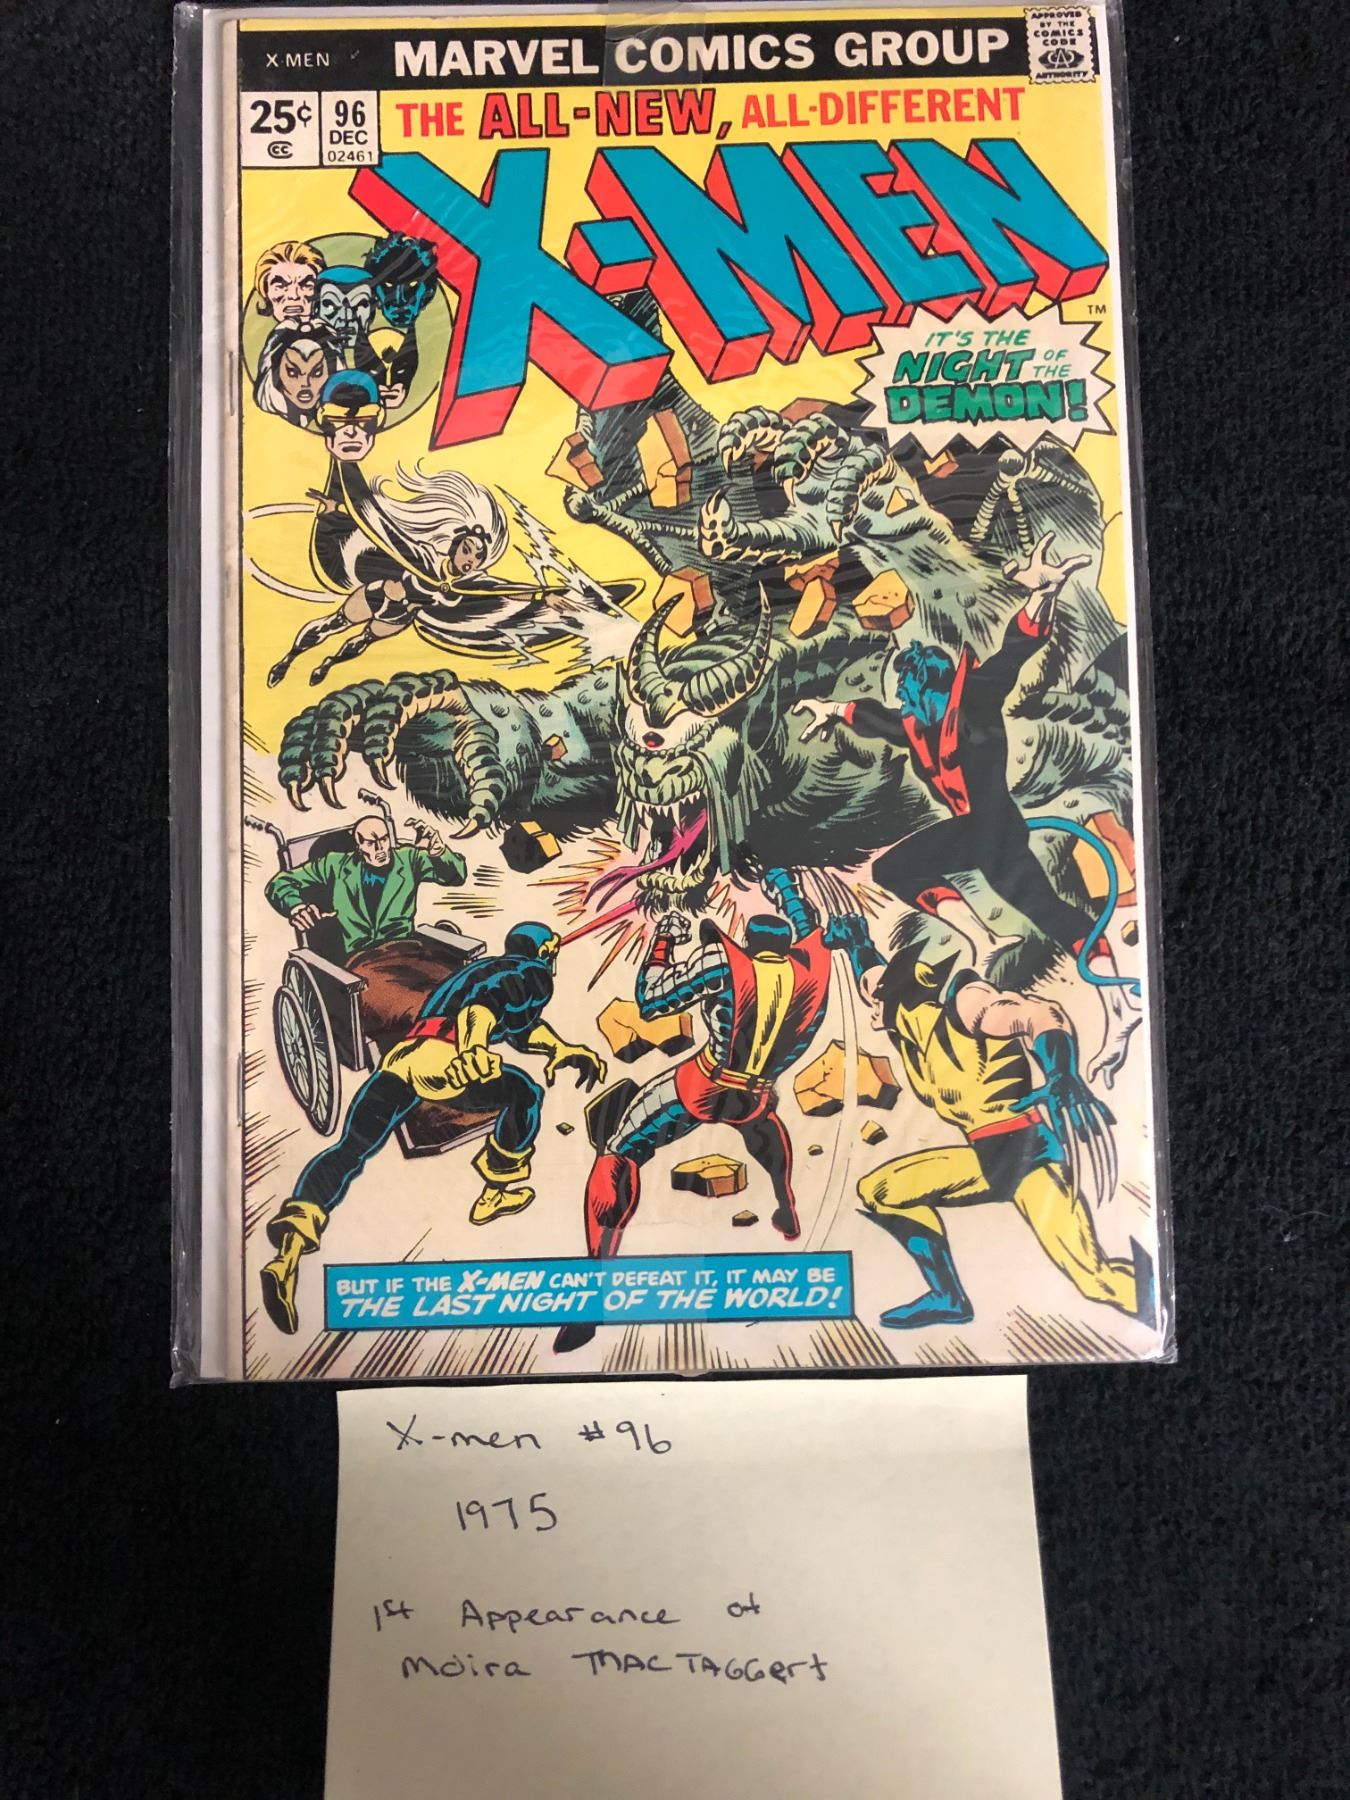 X-MEN
MARVEL COMICS GROUP
APPROVED
BY THE
COMICS
CODE
AUTHORITY
25¢
CC
96
DEC
02461
THE ALL-NEW, ALL-DIFFERENT
X-MEN
TM
IT'S THE
NIGHT OF THE
DEMON!
BUT IF THE X-MEN CAN'T DEFEAT IT, IT MAY BE
THE LAST NIGHT OF THE WORLD!
X-men #96
1975
1st Appearance of
Moira MACTAGGert